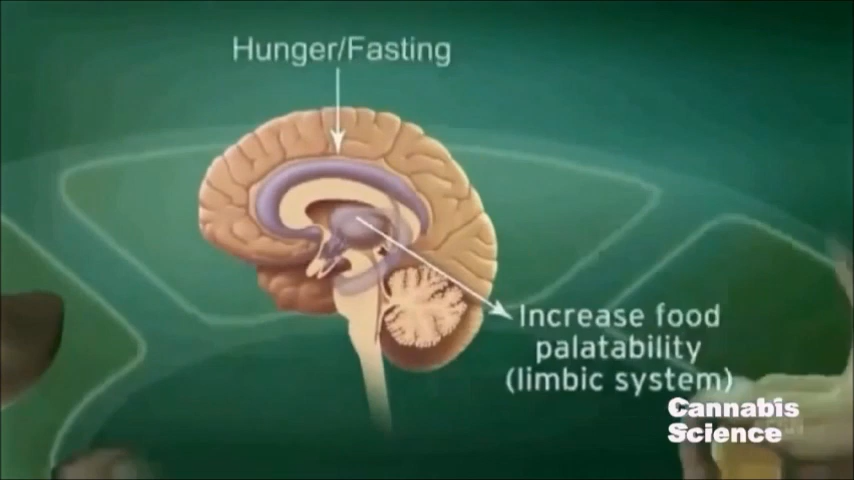 Hunger/Fasting
Increase food
palatability
(limbic system)
Cannabis
Science